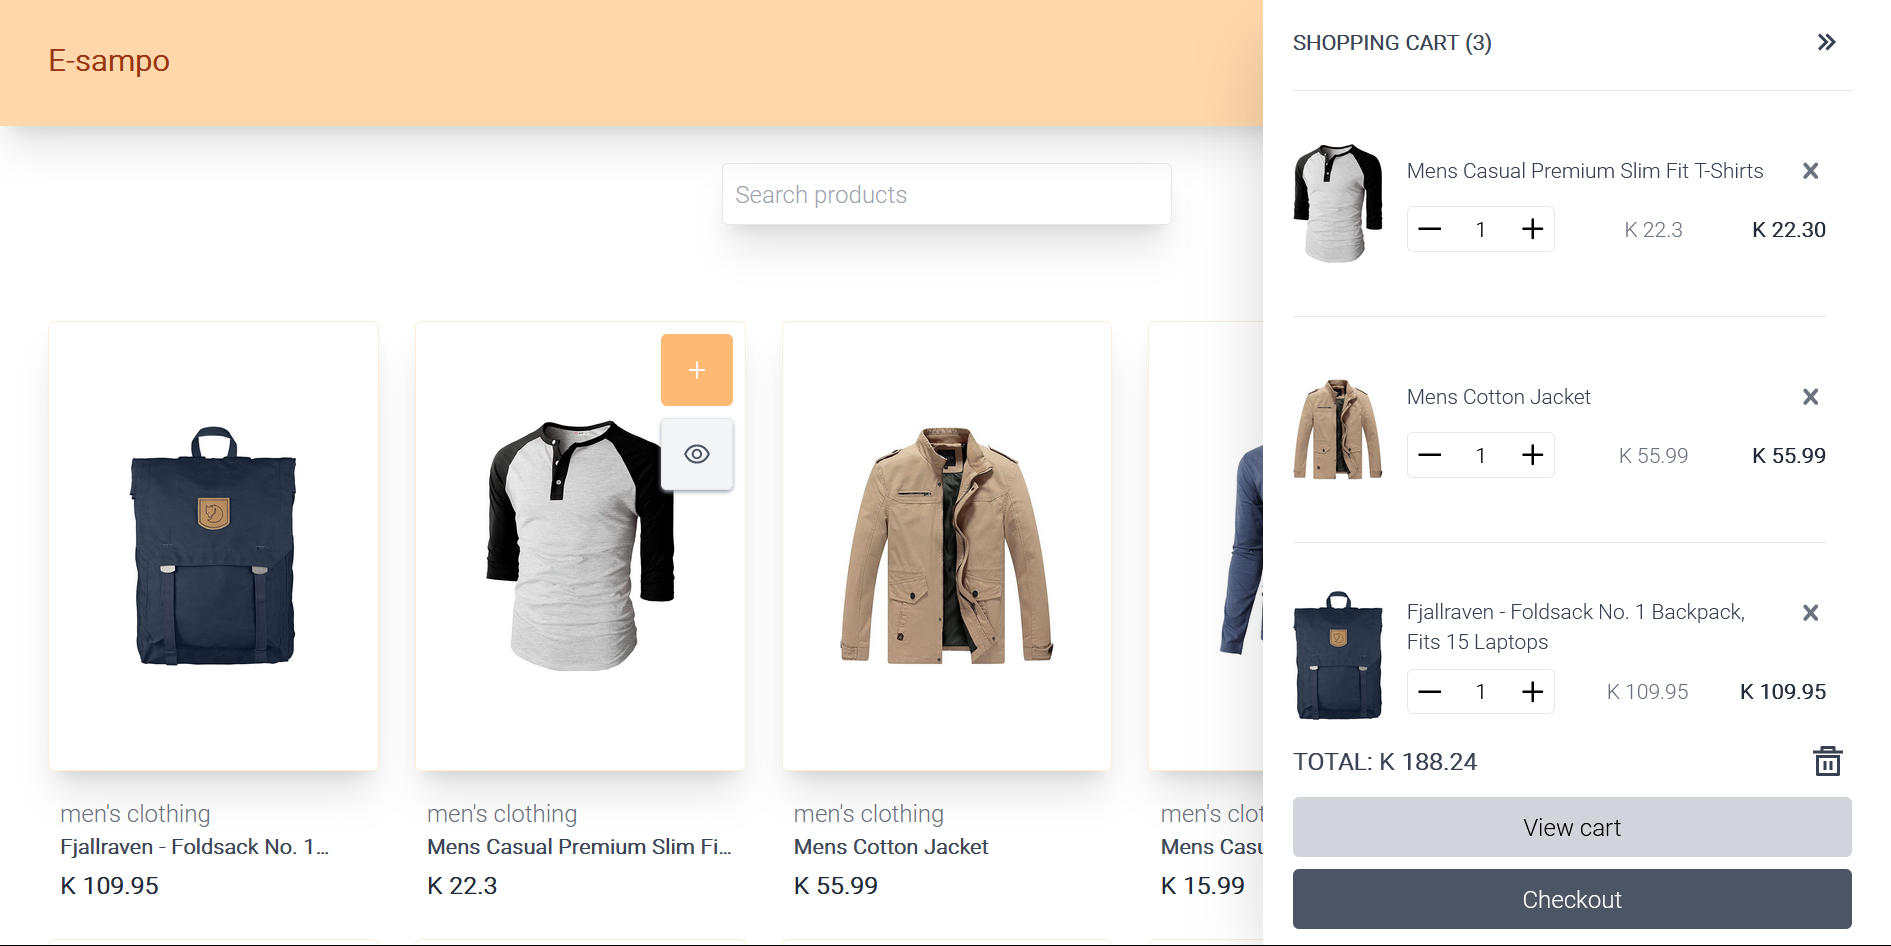 E-sampo
Search products
men's clothing
Fjallraven - Foldsack No. 1...
K 109.95
men's clothing
Mens Casual Premium Slim Fi...
K 22.3
men's clothing
Mens Cotton Jacket
K 55.99
men's clot
Mens Casu
K 15.99
SHOPPING CART (3)
Mens Casual Premium Slim Fit T-Shirts
1 K 22.3 K 22.30
Mens Cotton Jacket
1 K 55.99 K 55.99
Fjallraven - Foldsack No. 1 Backpack,
Fits 15 Laptops
1 K 109.95 K 109.95
TOTAL: K 188.24
View cart
Checkout